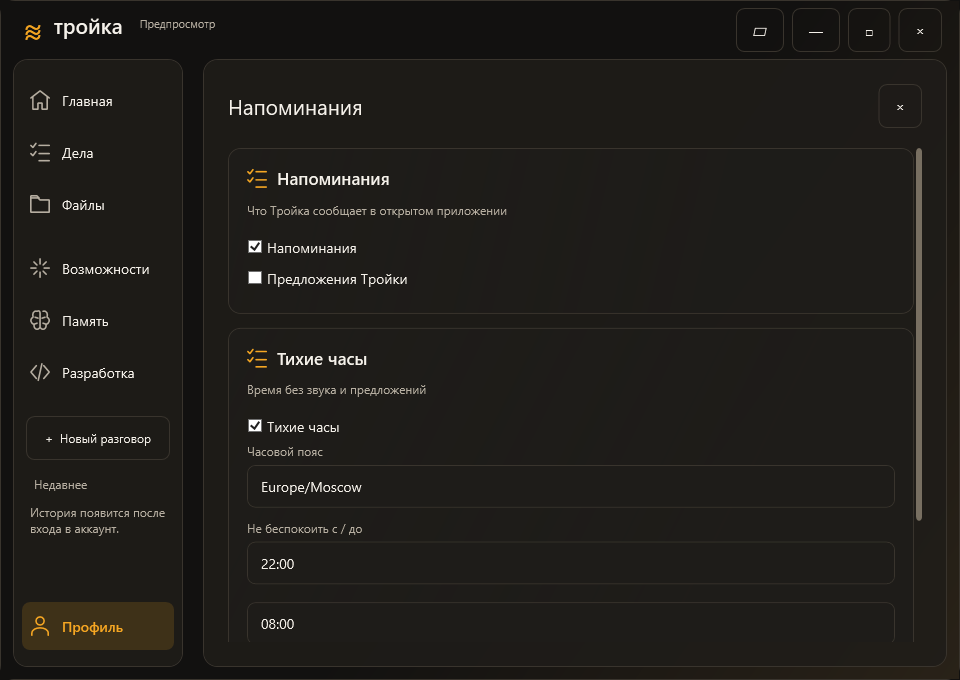 тройка
Предпросмотр
Главная
Дела
Файлы
Возможности
Память
Разработка
+ Новый разговор
Недавнее
История появится после
входа в аккаунт.
Профиль
Напоминания
Напоминания
Что Тройка сообщает в открытом приложении
Напоминания
Предложения Тройки
Тихие часы
Время без звука и предложений
Тихие часы
Часовой пояс
Europe/Moscow
Не беспокоить с / до
22:00
08:00